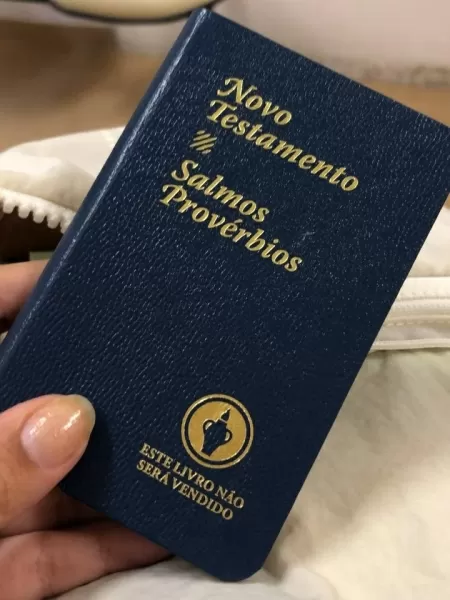 Novo
Testamento
Salmos
Provérbios
ESTE LIVRO NÃO
SERÁ VENDIDO